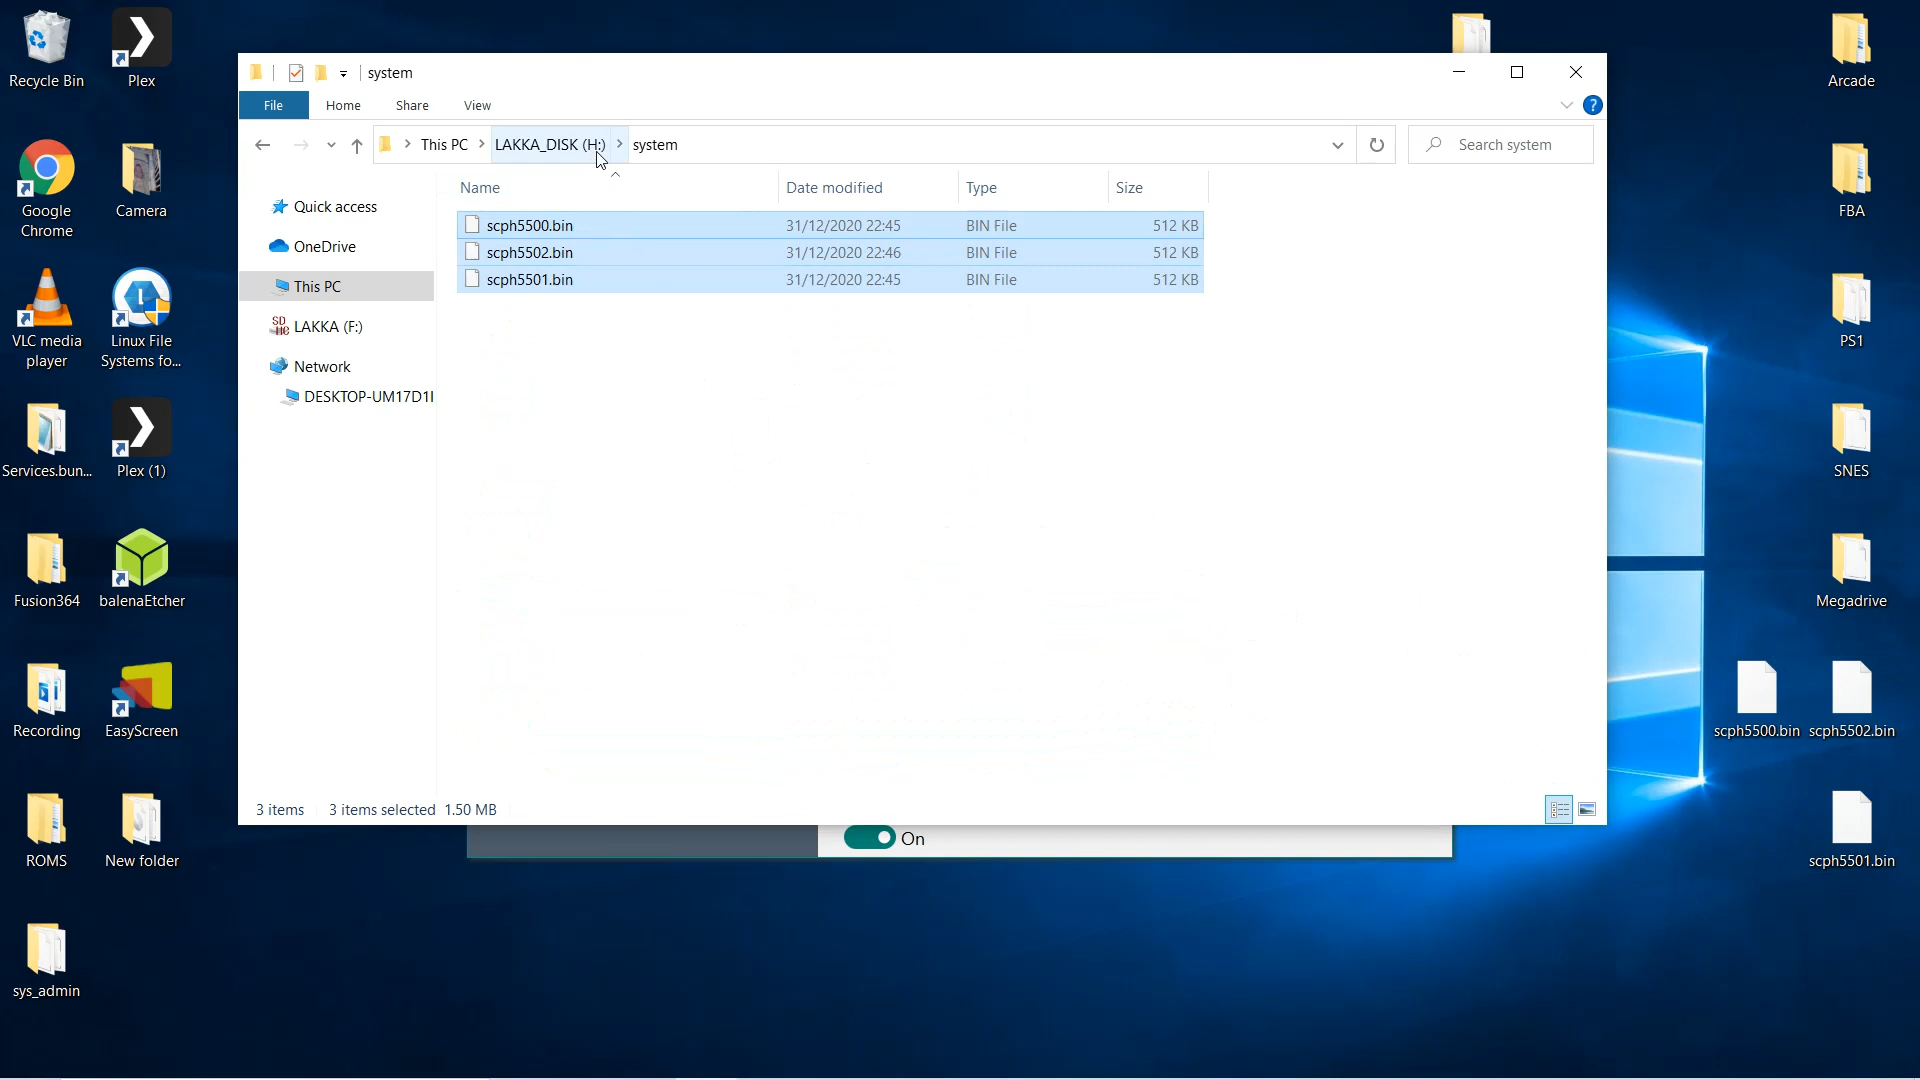 Recycle Bin
Plex
Google
Chrome
Camera
VLC media
player
Linux File
Systems fo...
Services.bun...
Plex (1)
Fusion364
balenaEtcher
Recording
EasyScreen
ROMS
New folder
sys_admin
system
File
Home
Share
View
?
This PC
LAKKA_DISK (H:)
system
Search system
Name
Date modified
Type
Size
Quick access
OneDrive
This PC
LAKKA (F:)
Network
DESKTOP-UM17D1I
scph5500.bin 31/12/2020 22:45 BIN File 512 KB
scph5502.bin 31/12/2020 22:46 BIN File 512 KB
scph5501.bin 31/12/2020 22:45 BIN File 512 KB
3 items 3 items selected 1.50 MB
On
Arcade
FBA
PS1
SNES
Megadrive
scph5500.bin
scph5502.bin
scph5501.bin